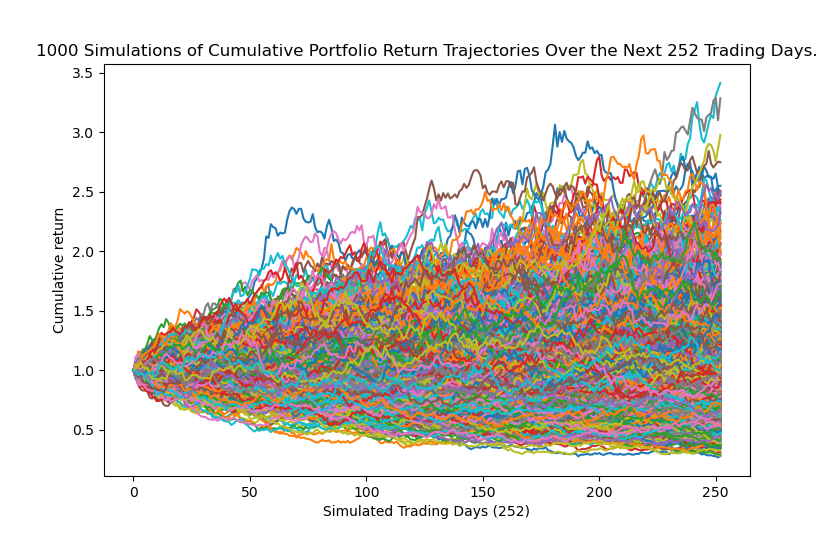 1000 Simulations of Cumulative Portfolio Return Trajectories Over the Next 252 Trading Days.
3.5
3.0
2.5
2.0
1.5
1.0
0.5
Cumulative return
0 50 100 150 200 250
Simulated Trading Days (252)